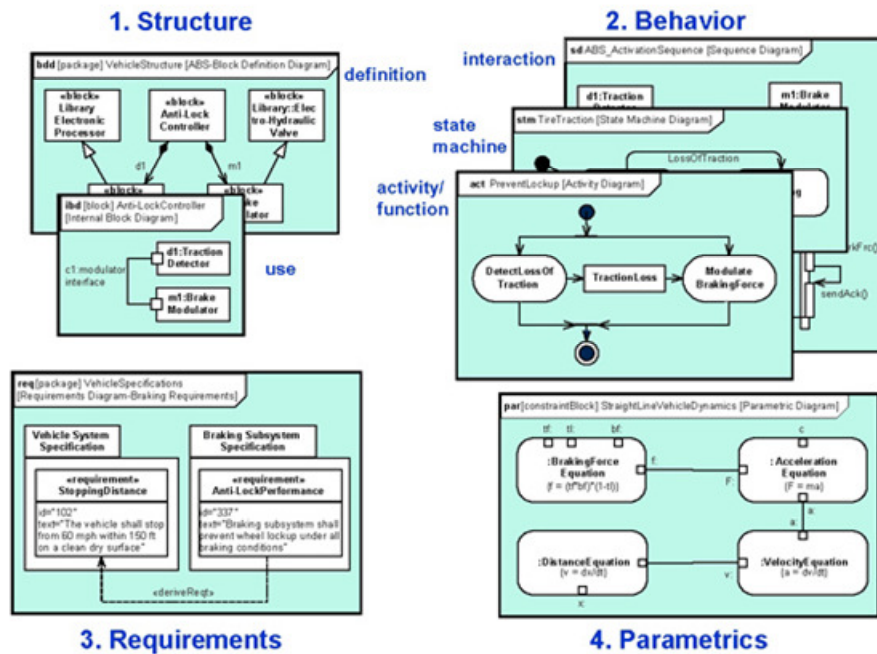 1. Structure
bdd [package] VehicleStructure [ABS-Block Definition Diagram]
definition
«block»
Library
Electronic
Processor
«block»
Anti-Lock
Controller
«block»
Library::Elec
tro-Hydraulic
Valve
d1
m1
«block»
«block»
ibd [block] Anti-LockController
[Internal Block Diagram]
use
c1:modulator
interface
d1:Traction
Detector
m1:Brake
Modulator
2. Behavior
interaction
sd ABS_ActivationSequence [Sequence Diagram]
d1:Traction
m1:Brake
state
machine
stm TireTraction [State Machine Diagram]
LossOfTraction
activity/
function
act PreventLockup [Activity Diagram]
DetectLossOf
Traction
TractionLoss
Modulate
BrakingForce
sendAck()
req [package] VehicleSpecifications
[Requirements Diagram-Braking Requirements]
Vehicle System
Specification
Braking Subsystem
Specification
«requirement»
StoppingDistance
id="102"
text="The vehicle shall stop
from 60 mph within 150 ft
on a clean dry surface"
«requirement»
Anti-LockPerformance
id="337"
text="Braking subsystem shall
prevent wheel lockup under all
braking conditions"
«deriveReqt»
3. Requirements
par [constraintBlock] StraightLineVehicleDynamics [Parametric Diagram]
tf:
tl:
bf:
c
:BrakingForce
Equation
(f = (tf*bf)*(1-tl))
f:
F:
: Acceleration
Equation
(F = ma)
a:
a:
:DistanceEquation
(v = dx/dt)
v:
:VelocityEquation
(a = dv/dt)
x:
4. Parametrics